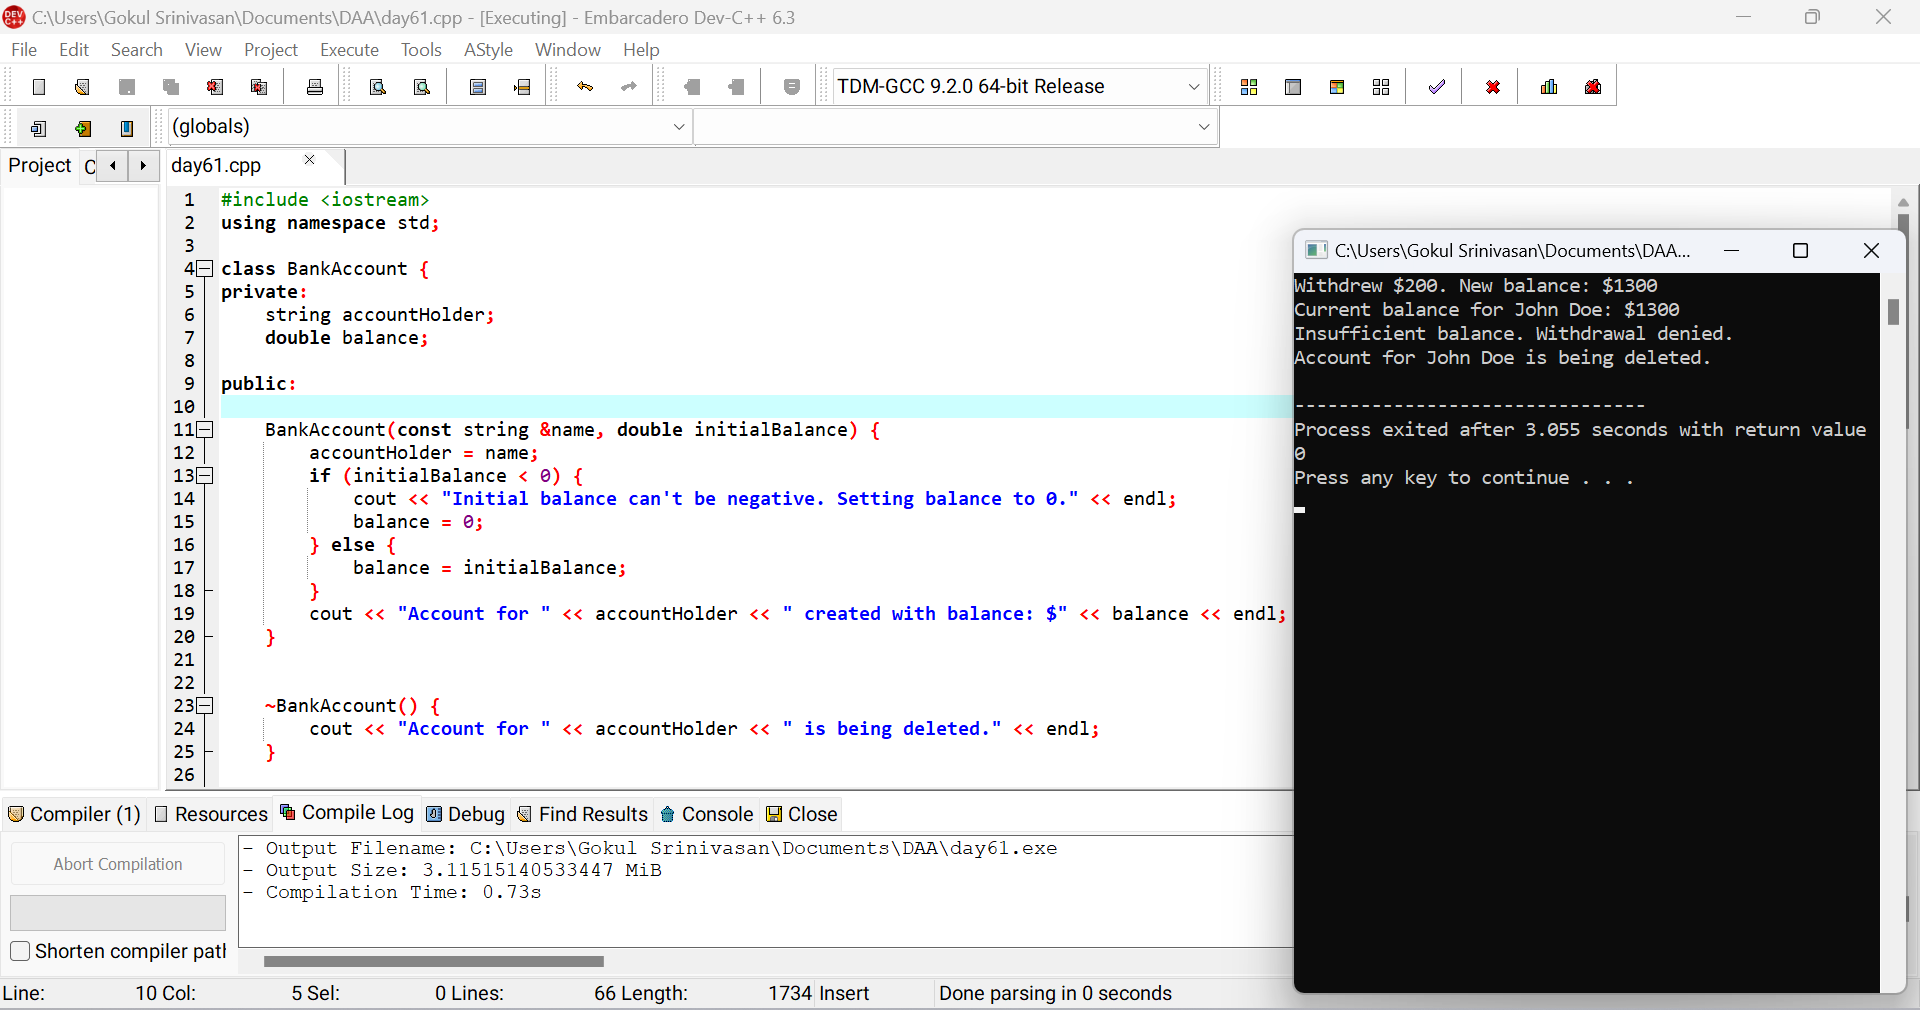 C:\Users\Gokul Srinivasan\Documents\DAA\day61.cpp - [Executing] - Embarcadero Dev-C++ 6.3
File Edit Search View Project Execute Tools AStyle Window Help
TDM-GCC 9.2.0 64-bit Release
(globals)
Project C
day61.cpp
1 #include <iostream>
2 using namespace std;
3
4 class BankAccount {
5 private:
6     string accountHolder;
7     double balance;
8
9 public:
10
11     BankAccount(const string &name, double initialBalance) {
12         accountHolder = name;
13         if (initialBalance < 0) {
14             cout << "Initial balance can't be negative. Setting balance to 0." << endl;
15             balance = 0;
16         } else {
17             balance = initialBalance;
18         }
19         cout << "Account for " << accountHolder << " created with balance: $" << balance << endl;
20     }
21
22
23     ~BankAccount() {
24         cout << "Account for " << accountHolder << " is being deleted." << endl;
25     }
26
C:\Users\Gokul Srinivasan\Documents\DAA...
Withdrew $200. New balance: $1300
Current balance for John Doe: $1300
Insufficient balance. Withdrawal denied.
Account for John Doe is being deleted.
--------------------------------
Process exited after 3.055 seconds with return value
0
Press any key to continue . . .
Compiler (1) Resources Compile Log Debug Find Results Console Close
Abort Compilation
Shorten compiler path
- Output Filename: C:\Users\Gokul Srinivasan\Documents\DAA\day61.exe
- Output Size: 3.11515140533447 MiB
- Compilation Time: 0.73s
Line: 10 Col: 5 Sel: 0 Lines: 66 Length: 1734 Insert Done parsing in 0 seconds